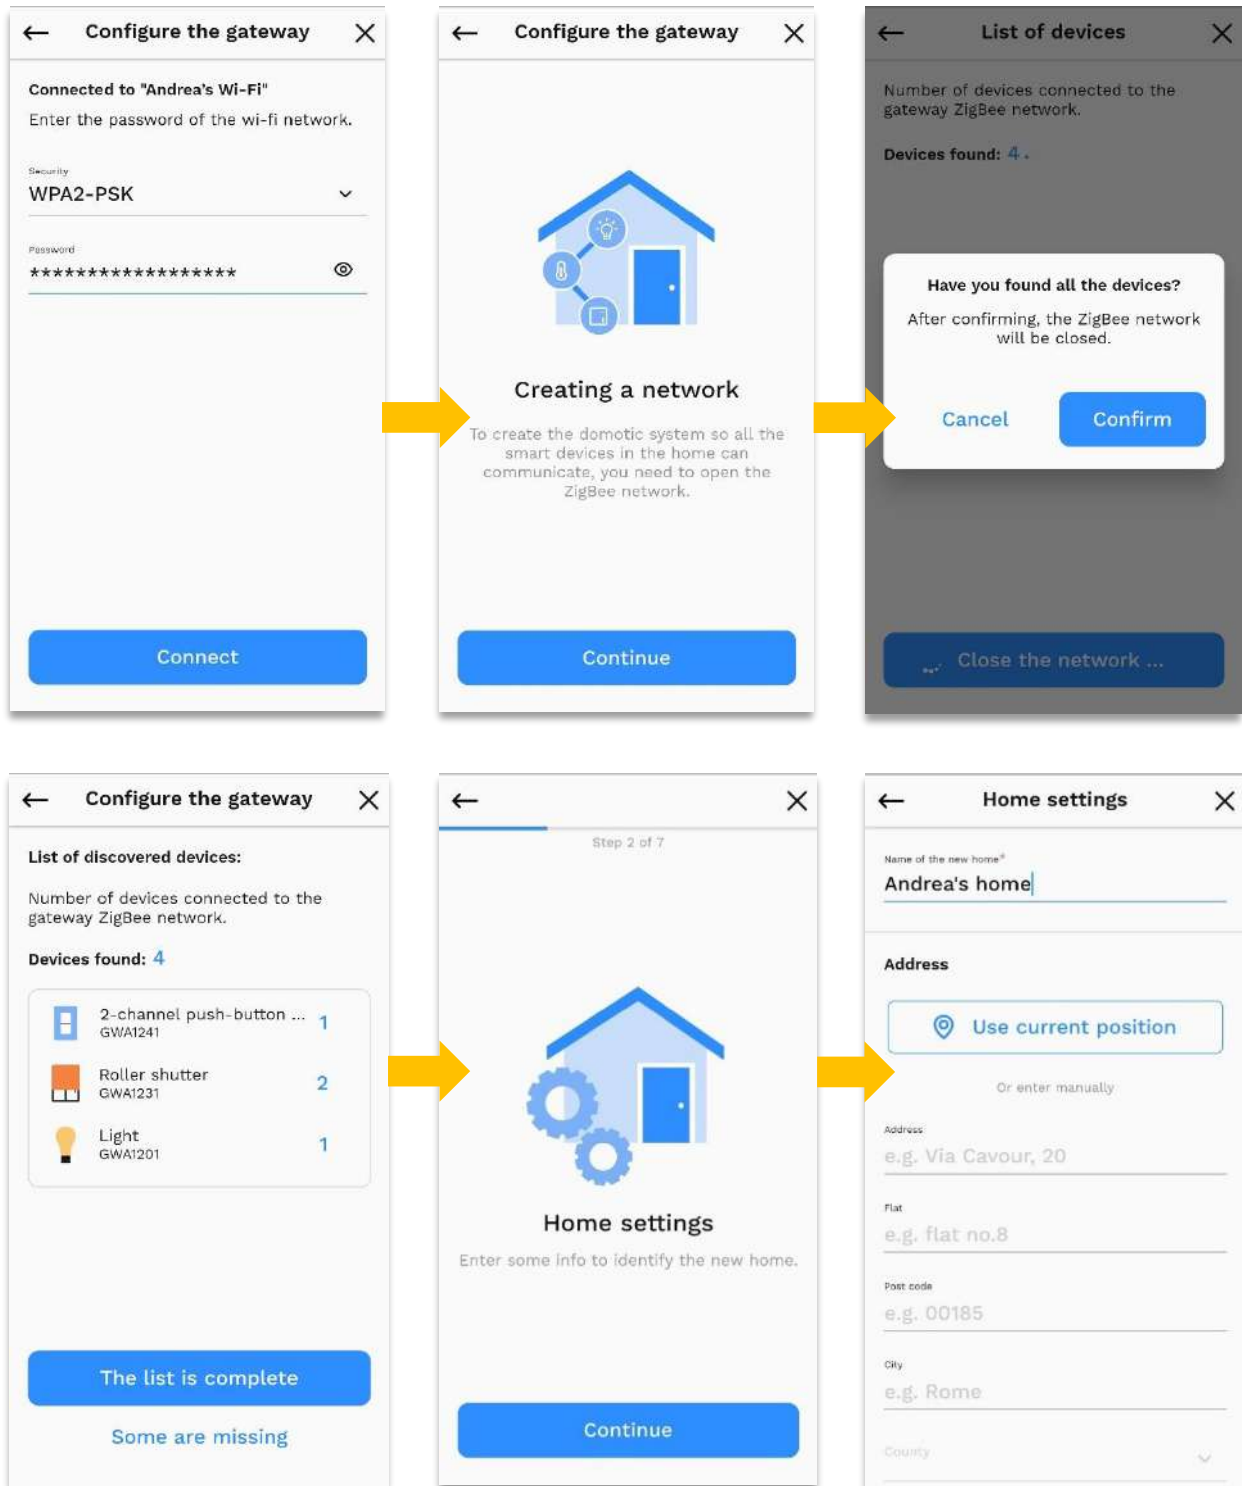 Configure the gateway
Connected to "Andrea's Wi-Fi"
Enter the password of the wi-fi network.
Security
WPA2-PSK
Password
******************
Connect
Configure the gateway
Creating a network
To create the domotic system so all the
smart devices in the home can
communicate, you need to open the
ZigBee network.
Continue
List of devices
Number of devices connected to the
gateway ZigBee network.
Devices found: 4 .
Have you found all the devices?
After confirming, the ZigBee network
will be closed.
Cancel
Confirm
Close the network ...
Configure the gateway
List of discovered devices:
Number of devices connected to the
gateway ZigBee network.
Devices found: 4
2-channel push-button ... 1
GWA1241
Roller shutter 2
GWA1231
Light 1
GWA1201
The list is complete
Some are missing
Step 2 of 7
Home settings
Enter some info to identify the new home.
Continue
Home settings
Name of the new home*
Andrea's home
Address
Use current position
Or enter manually
Address
e.g. Via Cavour, 20
Flat
e.g. flat no.8
Post code
e.g. 00185
City
e.g. Rome
County